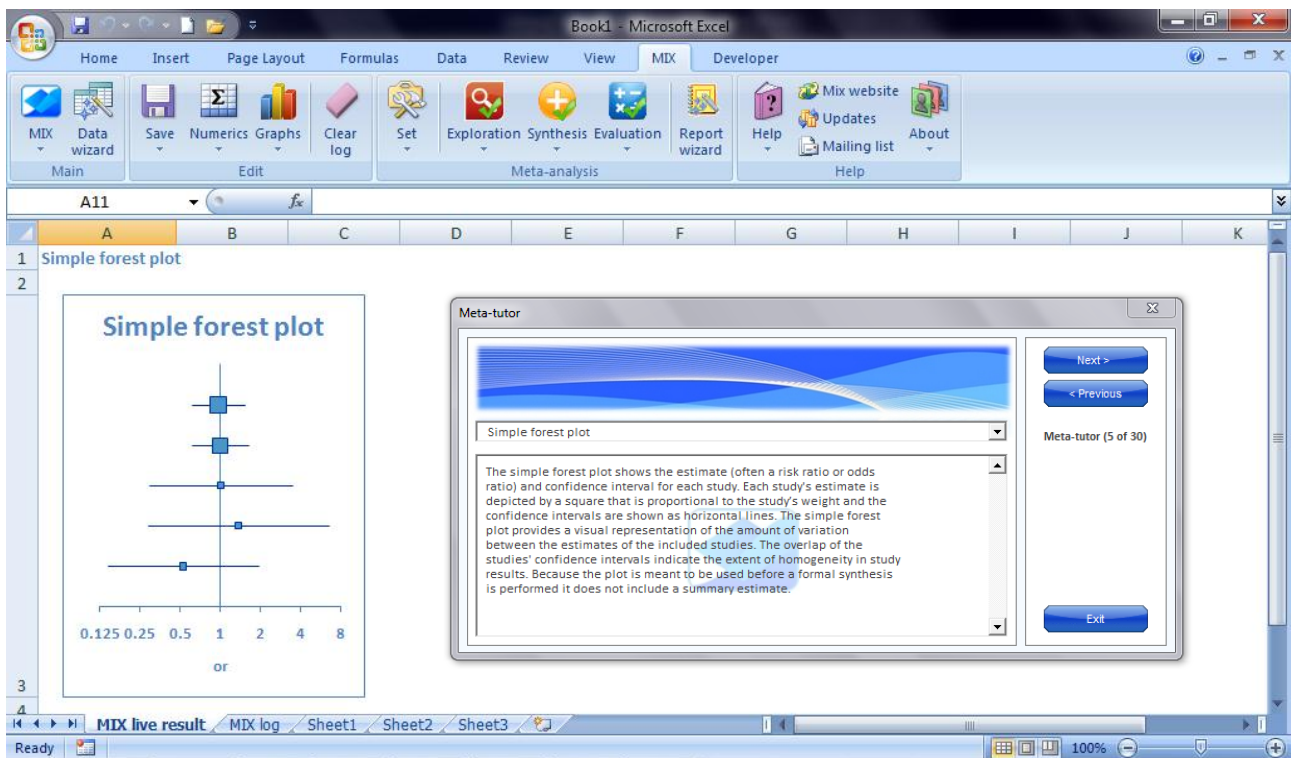 Book1 - Microsoft Excel
Home Insert Page Layout Formulas Data Review View MIX Developer
MIX Data wizard Save Numerics Graphs Clear log Set Exploration Synthesis Evaluation Report wizard Help Mix website Updates Mailing list About
Main Edit Meta-analysis Help
A11 fx
A B C D E F G H I J K
1 Simple forest plot
2
Simple forest plot
0.125 0.25 0.5 1 2 4 8
or
Meta-tutor
Simple forest plot
The simple forest plot shows the estimate (often a risk ratio or odds
ratio) and confidence interval for each study. Each study's estimate is
depicted by a square that is proportional to the study's weight and the
confidence intervals are shown as horizontal lines. The simple forest
plot provides a visual representation of the amount of variation
between the estimates of the included studies. The overlap of the
studies' confidence intervals indicate the extent of homogeneity in study
results. Because the plot is meant to be used before a formal synthesis
is performed it does not include a summary estimate.
Next >
< Previous
Meta-tutor (5 of 30)
Exit
3
4
MIX live result MIX log Sheet1 Sheet2 Sheet3
Ready 100%